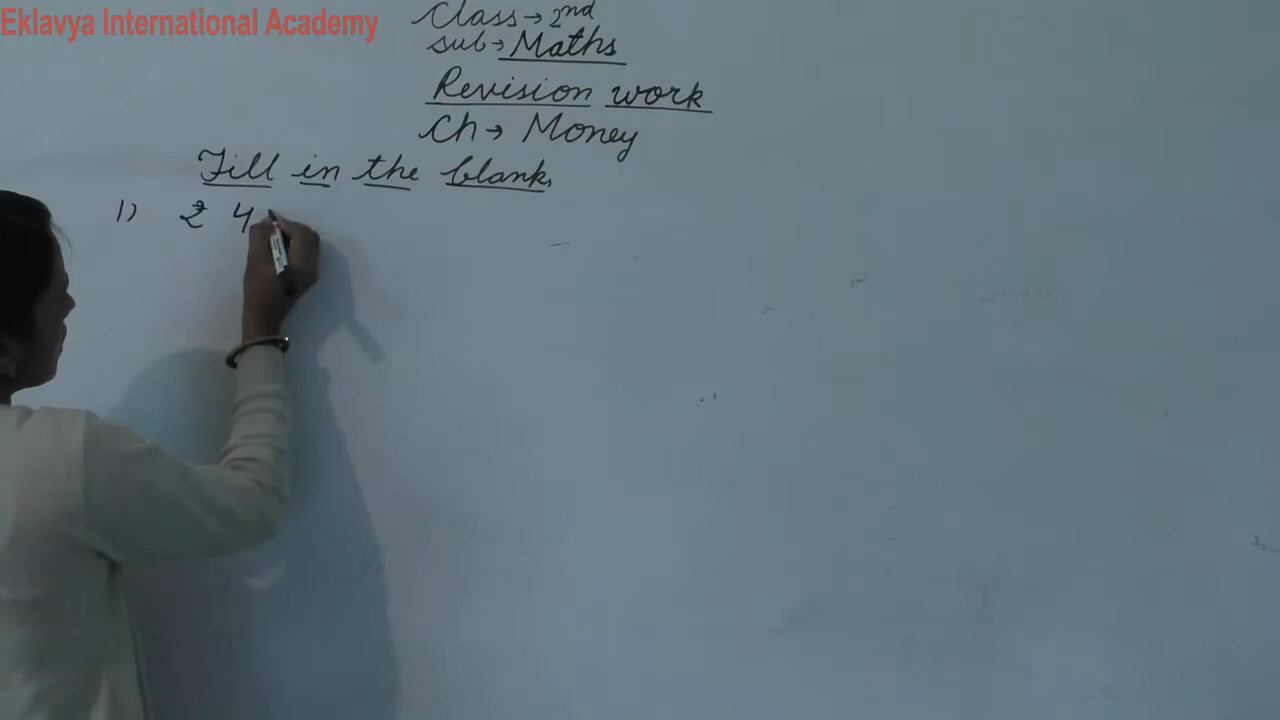 Eklavya International Academy
Class → 2nd
Sub → Maths
Revision work
Ch → Money
Fill in the blank.
1) ₹ 4